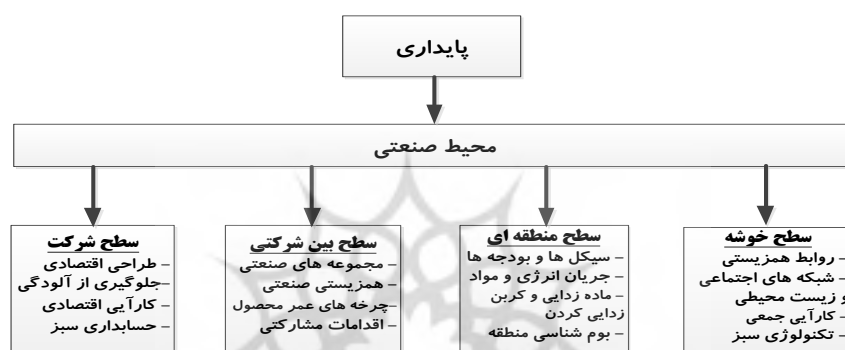 پایداری
محیط صنعتی
سطح خوشه
– روابط همزیستی
– شبکه های اجتماعی
و زیست محیطی
– کارآیی جمعی
– تکنولوژی سبز
سطح منطقه ای
– سیکل ها و بودجه ها
– جریان انرژی و مواد
– ماده زدایی و کربن
زدایی کردن
– بوم شناسی منطقه
سطح بین شرکتی
– مجموعه های صنعتی
– همزیستی صنعتی
–چرخه های عمر محصول
– اقدامات مشارکتی
سطح شرکت
– طراحی اقتصادی
–جلوگیری از آلودگی
– کارآیی اقتصادی
– حسابداری سبز